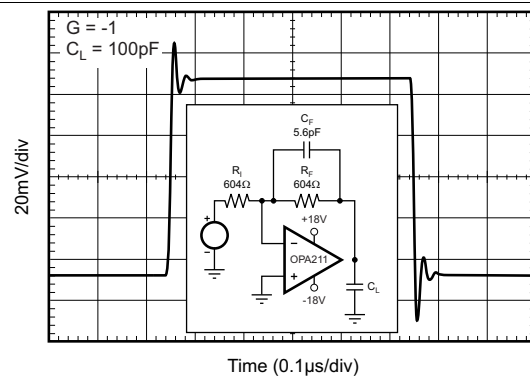 G = -1
C_L = 100pF
20mV/div
C_F
5.6pF
R_I
604Ω
R_F
604Ω
+18V
OPA211
-18V
C_L
+
−
−
+
Time (0.1μs/div)